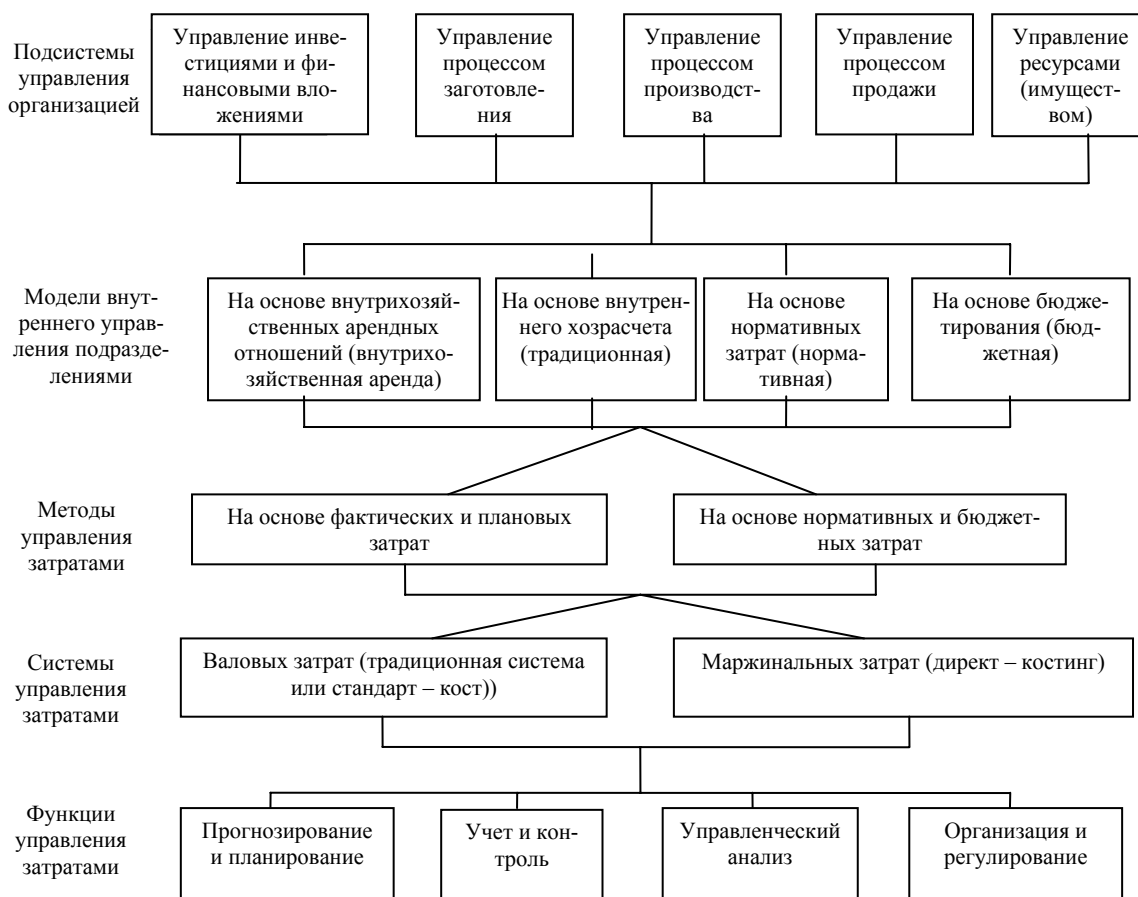 Подсистемы
управления
организацией
Управление инве-
стициями и фи-
нансовыми вло-
жениями
Управление
процессом
заготовле-
ния
Управление
процессом
производст-
ва
Управление
процессом
продажи
Управление
ресурсами
(имущест-
вом)
Модели внут-
реннего управ-
ления подразде-
лениями
На основе внутрихозяй-
ственных арендных
отношений (внутрихо-
зяйственная аренда)
На основе внутрен-
него хозрасчета
(традиционная)
На основе
нормативных
затрат (норма-
тивная)
На основе бюдже-
тирования (бюд-
жетная)
Методы
управления
затратами
На основе фактических и плановых
затрат
На основе нормативных и бюджет-
ных затрат
Системы
управления
затратами
Валовых затрат (традиционная система
или стандарт – кост))
Маржинальных затрат (директ – костинг)
Функции
управления
затратами
Прогнозирование
и планирование
Учет и кон-
троль
Управленческий
анализ
Организация и
регулирование